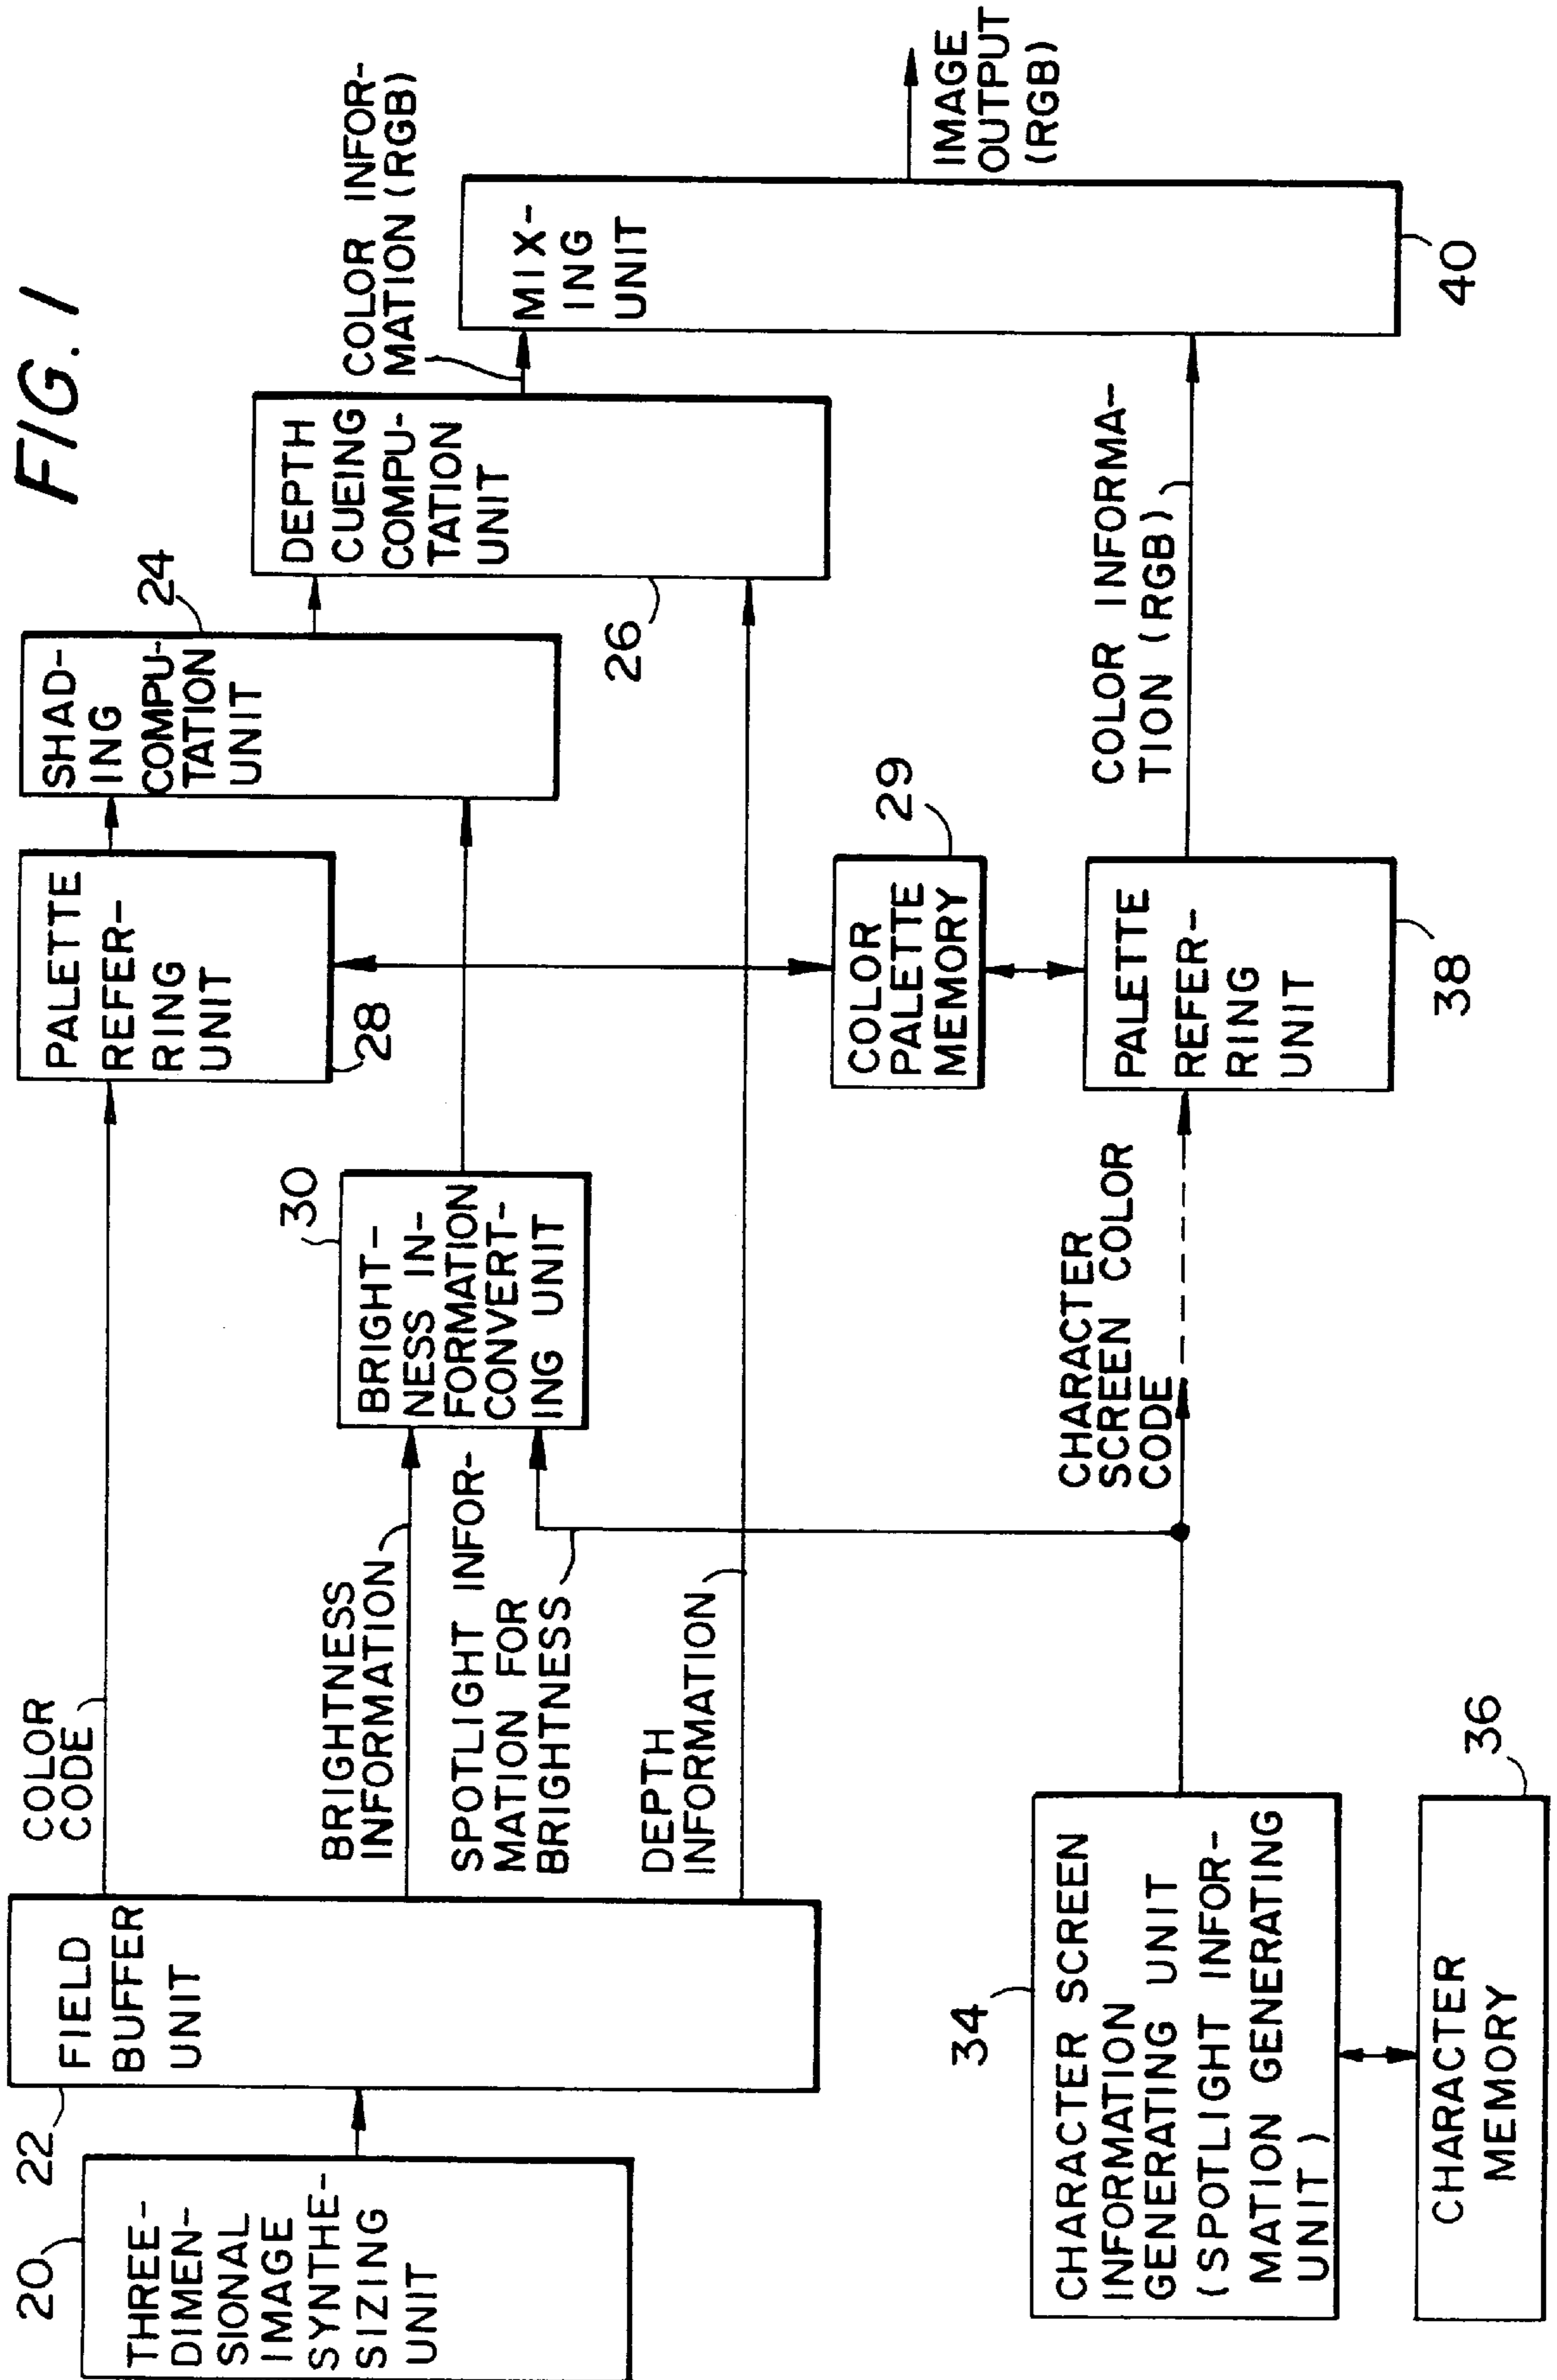 FIG. 1
20
THREE-
DIMEN-
SIONAL
IMAGE
SYNTHE-
SIZING
UNIT
22
FIELD
BUFFER
UNIT
COLOR
CODE
BRIGHTNESS
INFORMATION
SPOTLIGHT INFOR-
MATION FOR
BRIGHTNESS
DEPTH
INFORMATION
30
BRIGHT-
NESS IN-
FORMATION
CONVERT-
ING UNIT
PALETTE
REFER-
RING
UNIT
28
SHAD-
ING
COMPU-
TATION
UNIT
24
DEPTH
CUEING
COMPU-
TATION
UNIT
26
COLOR INFOR-
MATION (RGB)
MIX-
ING
UNIT
40
IMAGE
OUTPUT
(RGB)
34
CHARACTER SCREEN
INFORMATION
GENERATING UNIT
(SPOTLIGHT INFOR-
MATION GENERATING
UNIT)
36
CHARACTER
MEMORY
CHARACTER
SCREEN COLOR
CODE
29
COLOR
PALETTE
MEMORY
PALETTE
REFER-
RING
UNIT
38
COLOR INFORMA-
TION (RGB)